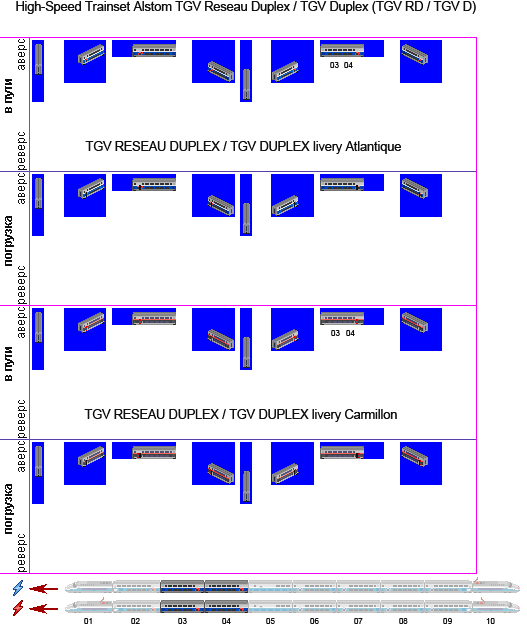 High-Speed Trainset Alstom TGV Reseau Duplex / TGV Duplex (TGV RD / TGV D)
аверс
в пути
03 04
реверс
TGV RESEAU DUPLEX / TGV DUPLEX livery Atlantique
аверс
погрузка
реверс
аверс
в пути
03 04
реверс
TGV RESEAU DUPLEX / TGV DUPLEX livery Carmillon
аверс
погрузка
реверс
01 02 03 04 05 06 07 08 09 10